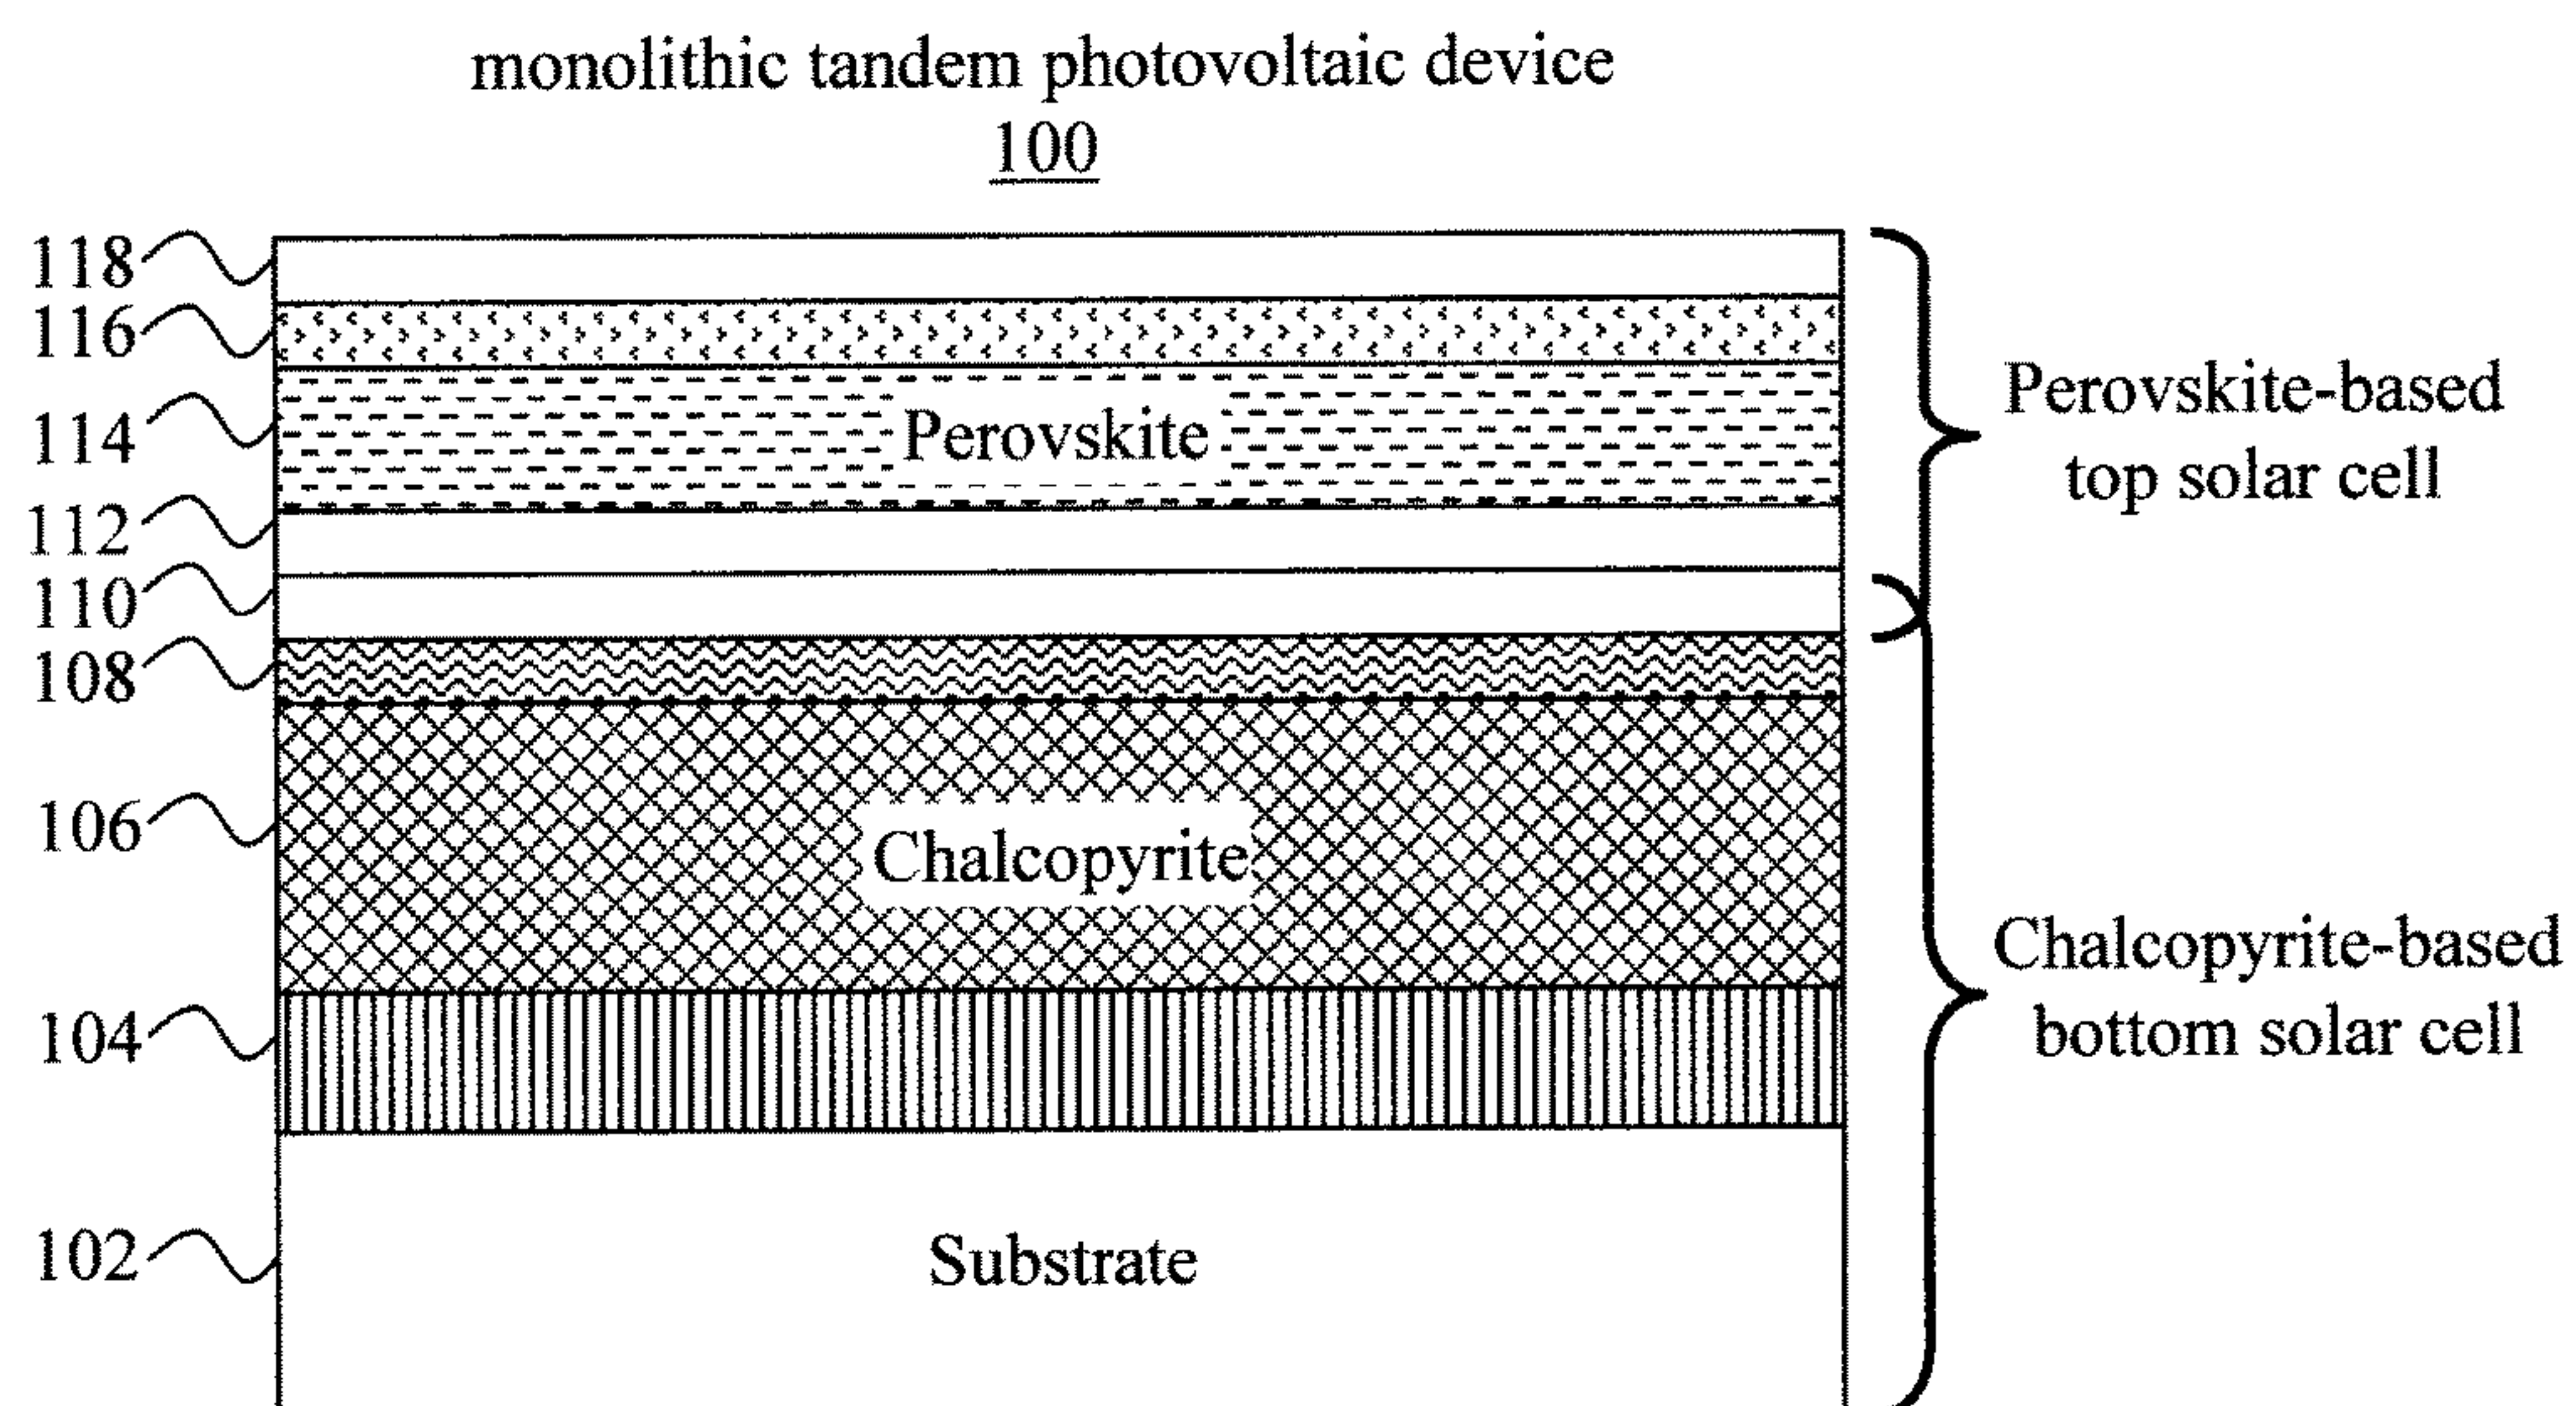 monolithic tandem photovoltaic device
100
118
116
114
Perovskite
112
110
108
106
Chalcopyrite
104
102
Substrate
Perovskite-based
top solar cell
Chalcopyrite-based
bottom solar cell